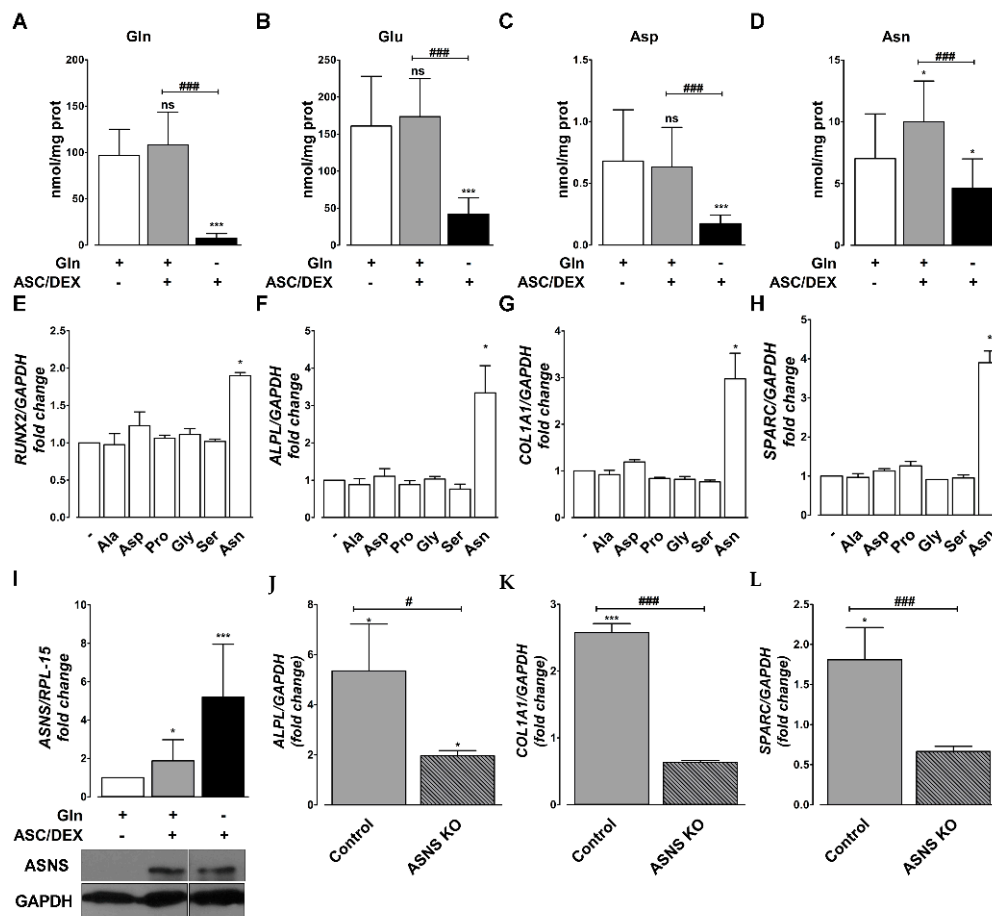 A
Gln
nmol/mg prot
200
150
100
50
0
###
ns
***
B
Glu
nmol/mg prot
250
200
150
100
50
0
###
ns
***
C
Asp
nmol/mg prot
1.5
1.0
0.5
0.0
###
ns
***
D
Asn
nmol/mg prot
15
10
5
0
###
*
*
Gln + + - + + - + + - + + -
ASC/DEX - + + ASC/DEX - + + ASC/DEX - + + ASC/DEX - + +
E
RUNX2/GAPDH
fold change
2.5
2.0
1.5
1.0
0.5
0.0
*
- Ala Asp Pro Gly Ser Asn
F
ALPL/GAPDH
fold change
5
4
3
2
1
0
*
- Ala Asp Pro Gly Ser Asn
G
COL1A1/GAPDH
fold change
4
3
2
1
0
*
- Ala Asp Pro Gly Ser Asn
H
SPARC/GAPDH
fold change
5
4
3
2
1
0
*
- Ala Asp Pro Gly Ser Asn
I
ASNS/RPL-15
fold change
10
8
6
4
2
0
*
***
Gln + + -
ASC/DEX - + +
ASNS
GAPDH
J
ALPL/GAPDH
(fold change)
8
6
4
2
0
#
*
*
Control
ASNS KO
K
COL1A1/GAPDH
(fold change)
3
2
1
0
###
***
Control
ASNS KO
L
SPARC/GAPDH
(fold change)
2.5
2.0
1.5
1.0
0.5
0.0
###
*
Control
ASNS KO